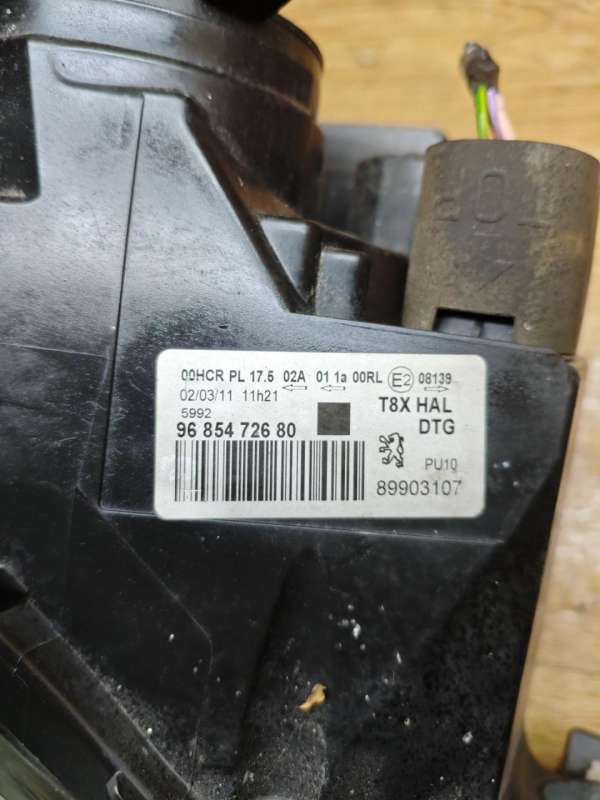 00HCR PL 17.5 02A 01 1a 00RL E2 08139
02/03/11 11h21
5992
T8X HAL
96 854 726 80
DTG
PU10
89903107